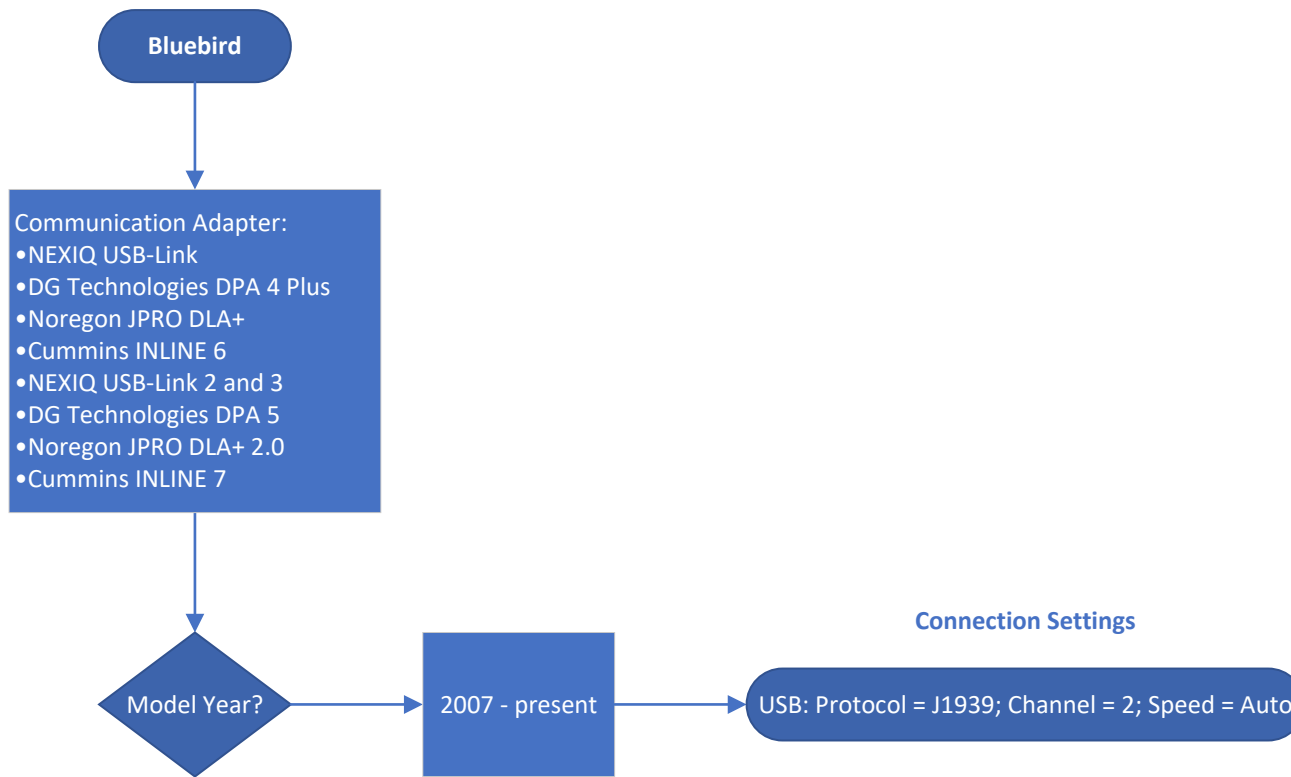 Bluebird
Communication Adapter:
•NEXIQ USB-Link
•DG Technologies DPA 4 Plus
•Noregon JPRO DLA+
•Cummins INLINE 6
•NEXIQ USB-Link 2 and 3
•DG Technologies DPA 5
•Noregon JPRO DLA+ 2.0
•Cummins INLINE 7
Connection Settings
Model Year?
2007 - present
USB: Protocol = J1939; Channel = 2; Speed = Auto